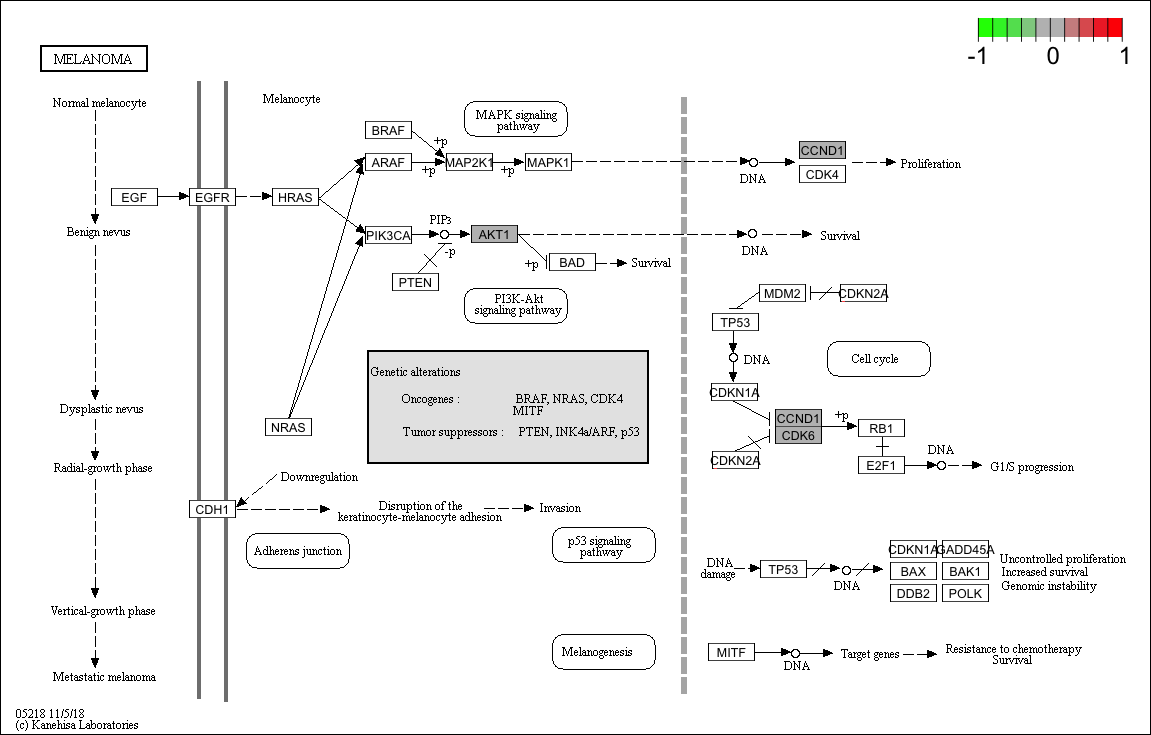 -1 0 1
MELANOMA
Normal melanocyte
Benign nevus
Dysplastic nevus
Radial-growth phase
Vertical-growth phase
Metastatic melanoma
Melanocyte
EGF
EGFR
HRAS
NRAS
BRAF
ARAF
+p
+p
MAP2K1
+p
MAPK1
MAPK signaling
pathway
DNA
CCND1
CDK4
Proliferation
PIK3CA
PIP3
-p
PTEN
AKT1
+p
BAD
Survival
DNA
Survival
PI3K-Akt
signaling pathway
MDM2
CDKN2A
TP53
DNA
Cell cycle
CDKN1A
CCND1
CDK6
+p
RB1
CDKN2A
E2F1
DNA
G1/S progression
Genetic alterations
Oncogenes : BRAF, NRAS, CDK4
MITF
Tumor suppressors : PTEN, INK4a/ARF, p53
Downregulation
CDH1
Disruption of the
keratinocyte-melanocyte adhesion
Invasion
Adherens junction
p53 signaling
pathway
DNA
damage
TP53
DNA
CDKN1A
GADD45A
BAX
BAK1
DDB2
POLK
Uncontrolled proliferation
Increased survival
Genomic instability
Melanogenesis
MITF
DNA
Target genes
Resistance to chemotherapy
Survival
05218 11/5/18
(c) Kanehisa Laboratories